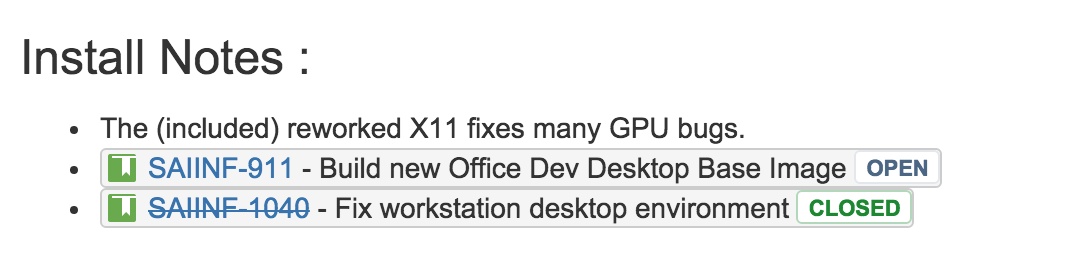 Install Notes :
The (included) reworked X11 fixes many GPU bugs.
SAIINF-911 - Build new Office Dev Desktop Base Image OPEN
SAIINF-1040 - Fix workstation desktop environment CLOSED